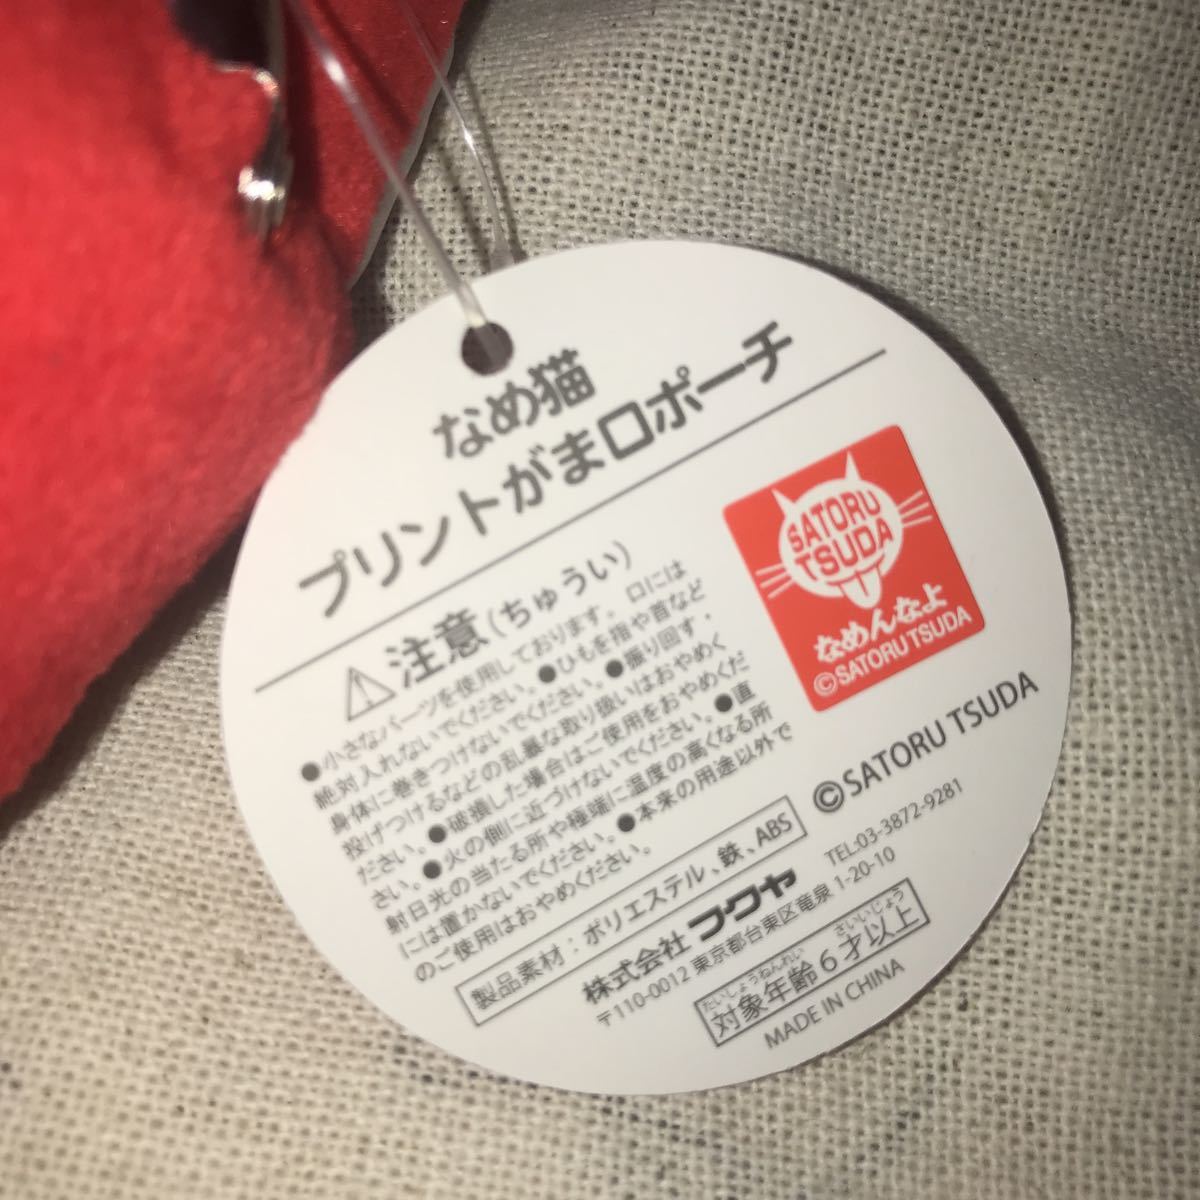 なめ猫
プリントがま口ポーチ
⚠注意(ちゅうい)
●小さなパーツを使用しております。口には
絶対入れないでください。●ひもを指や首など
身体に巻きつけないでください。●振り回す・
投げつけるなどの乱暴な取り扱いはおやめく
ださい。●破損した場合はご使用をおやめくだ
さい。●火の側に近づけないでください。●直
射日光の当たる所や極端に温度の高くなる所
には置かないでください。●本来の用途以外で
のご使用はおやめください。
SATORU
TSUDA
なめんなよ
©SATORU TSUDA
©SATORU TSUDA
製品素材：ポリエステル、鉄、ABS
株式会社 フクヤ
TEL:03-3872-9281
〒110-0012 東京都台東区竜泉 1-20-10
たいしょうねんれい さいいじょう
対象年齢6才以上
MADE IN CHINA